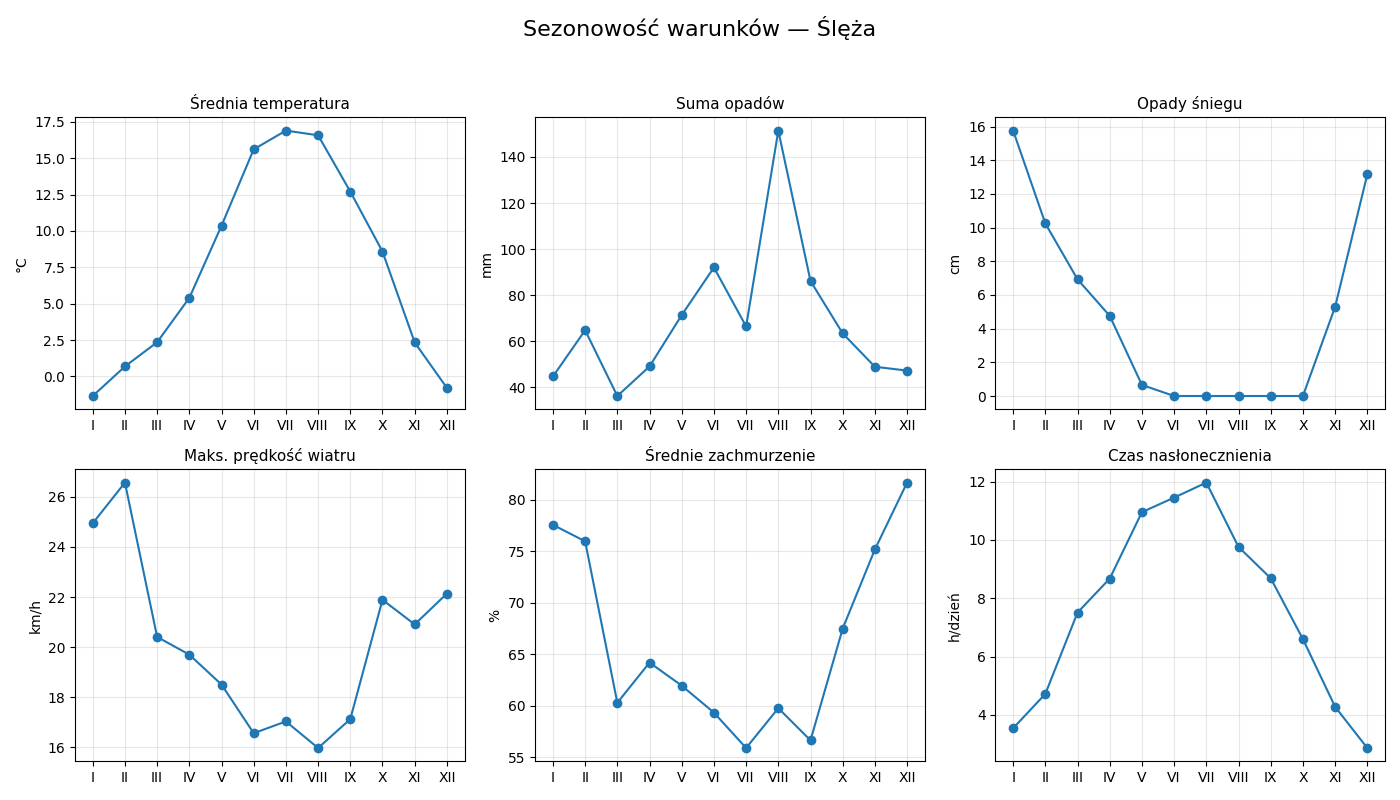 Sezonowość warunków — Ślęża
Średnia temperatura
Suma opadów
Opady śniegu
17.5
15.0
12.5
10.0
7.5
5.0
2.5
0.0
°C
I II III IV V VI VII VIII IX X XI XII
140
120
100
80
60
40
mm
I II III IV V VI VII VIII IX X XI XII
16
14
12
10
8
6
4
2
0
cm
I II III IV V VI VII VIII IX X XI XII
Maks. prędkość wiatru
Średnie zachmurzenie
Czas nasłonecznienia
26
24
22
20
18
16
km/h
I II III IV V VI VII VIII IX X XI XII
80
75
70
65
60
55
%
I II III IV V VI VII VIII IX X XI XII
12
10
8
6
4
h/dzień
I II III IV V VI VII VIII IX X XI XII